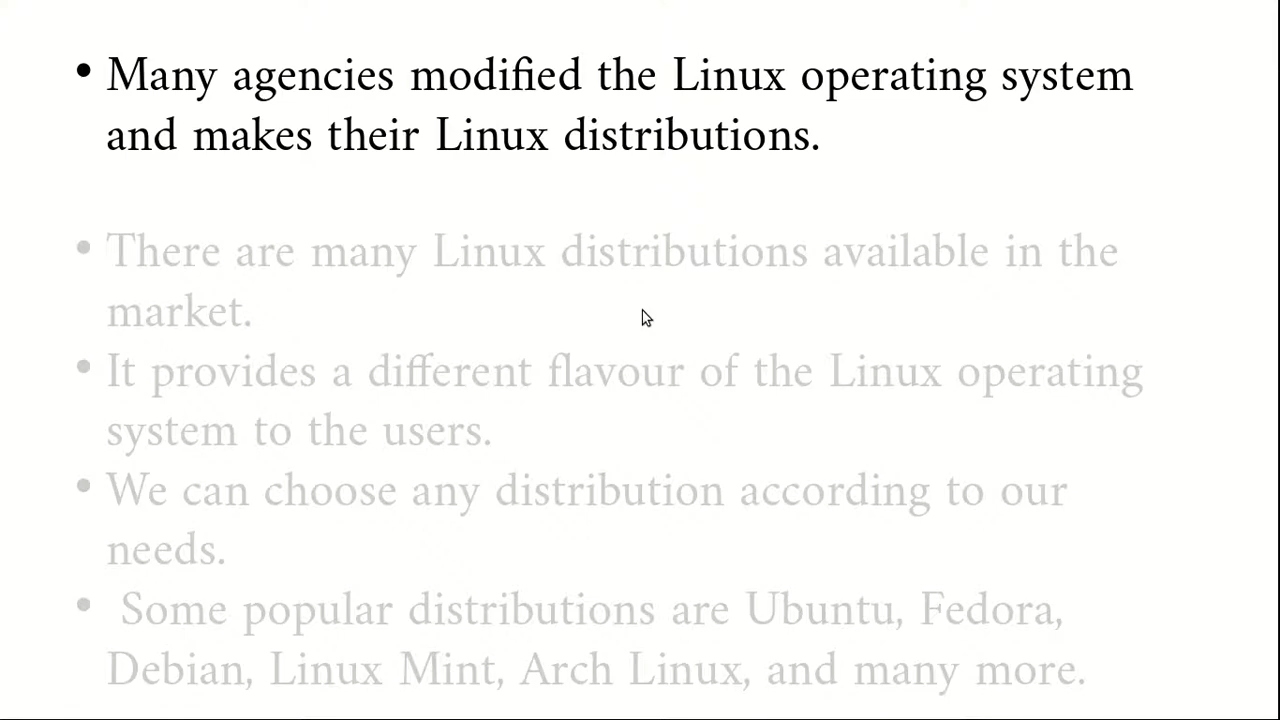 • Many agencies modified the Linux operating system
and makes their Linux distributions.
• There are many Linux distributions available in the
market.
• It provides a different flavour of the Linux operating
system to the users.
• We can choose any distribution according to our
needs.
• Some popular distributions are Ubuntu, Fedora,
Debian, Linux Mint, Arch Linux, and many more.